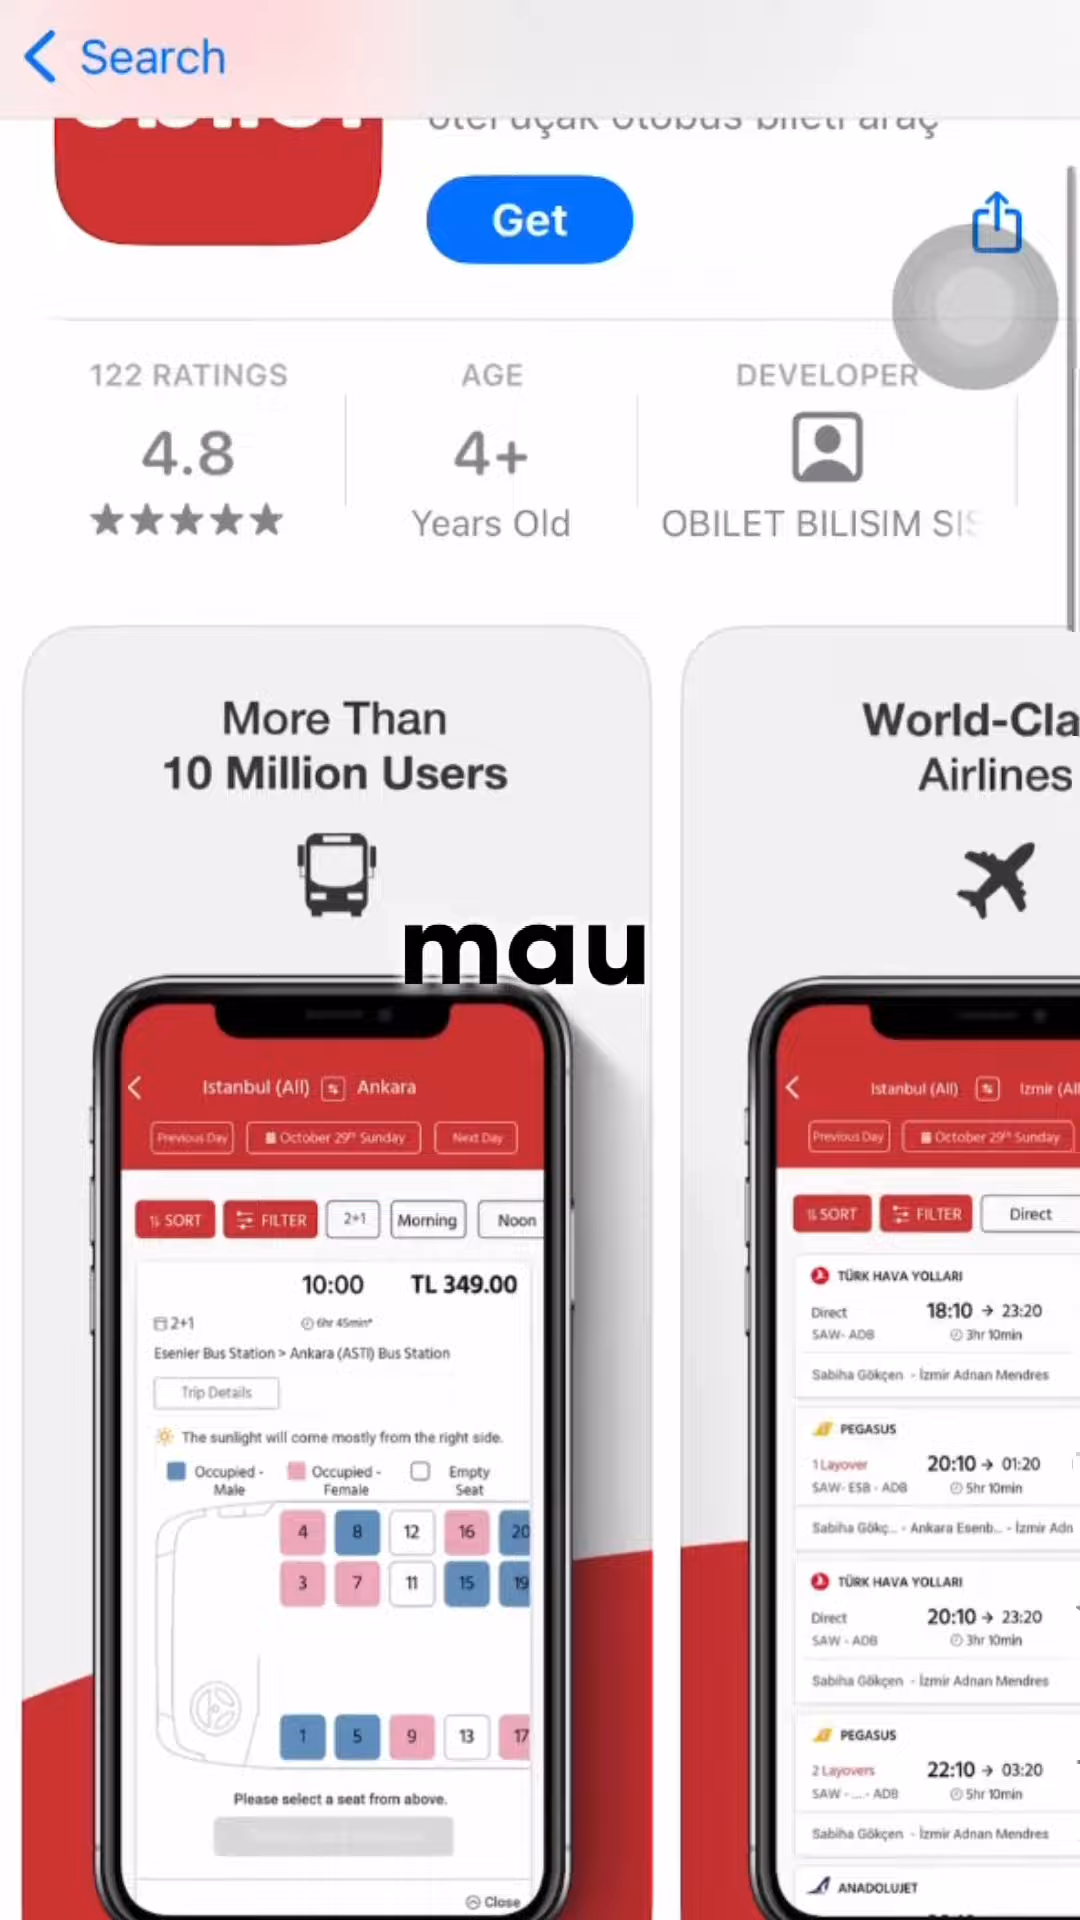 Search
otel uçak otobüs bileti araç
Get
122 RATINGS
4.8
AGE
4+
Years Old
DEVELOPER
OBILET BILISIM SIS
More Than
10 Million Users
World-Cla
Airlines
mau
Istanbul (All) Ankara
Previous Day
October 29th Sunday
Next Day
SORT
FILTER
2+1
Morning
Noon
10:00
TL 349.00
2+1
6hr 45min*
Esenler Bus Station > Ankara (ASTI) Bus Station
Trip Details
The sunlight will come mostly from the right side.
Occupied - Male
Occupied - Female
Empty Seat
4 8 12 16 20
3 7 11 15 19
1 5 9 13 17
Please select a seat from above.
Close
Istanbul (All) Izmir (All
Previous Day
October 29th Sunday
SORT
FILTER
Direct
TÜRK HAVA YOLLARI
Direct
18:10 → 23:20
SAW- ADB
3hr 10min
Sabiha Gökçen - İzmir Adnan Mendres
PEGASUS
1 Layover
20:10 → 01:20
SAW- ESB - ADB
5hr 10min
Sabiha Gökç... - Ankara Esenb... - İzmir Adn
TÜRK HAVA YOLLARI
Direct
20:10 → 23:20
SAW - ADB
3hr 10min
Sabiha Gökçen - İzmir Adnan Mendres
PEGASUS
2 Layovers
22:10 → 03:20
SAW - ... - ADB
5hr 10min
Sabiha Gökçen - İzmir Adnan Mendres
ANADOLUJET